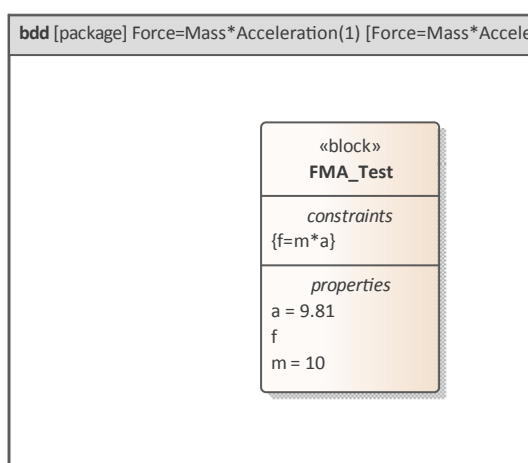 bdd [package] Force=Mass*Acceleration(1) [Force=Mass*Accele
«block»
FMA_Test
constraints
{f=m*a}
properties
a = 9.81
f
m = 10